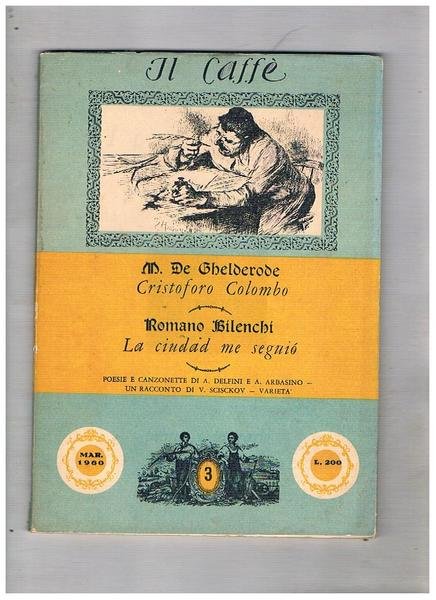 Il Caffè
M. De Ghelderode
Cristoforo Colombo
Romano Bilenchi
La ciudad me seguió
POESIE E CANZONETTE DI A. DELFINI E A. ARBASINO —
UN RACCONTO DI V. SCISCKOV — VARIETA'
MAR.
1960
3
L. 200